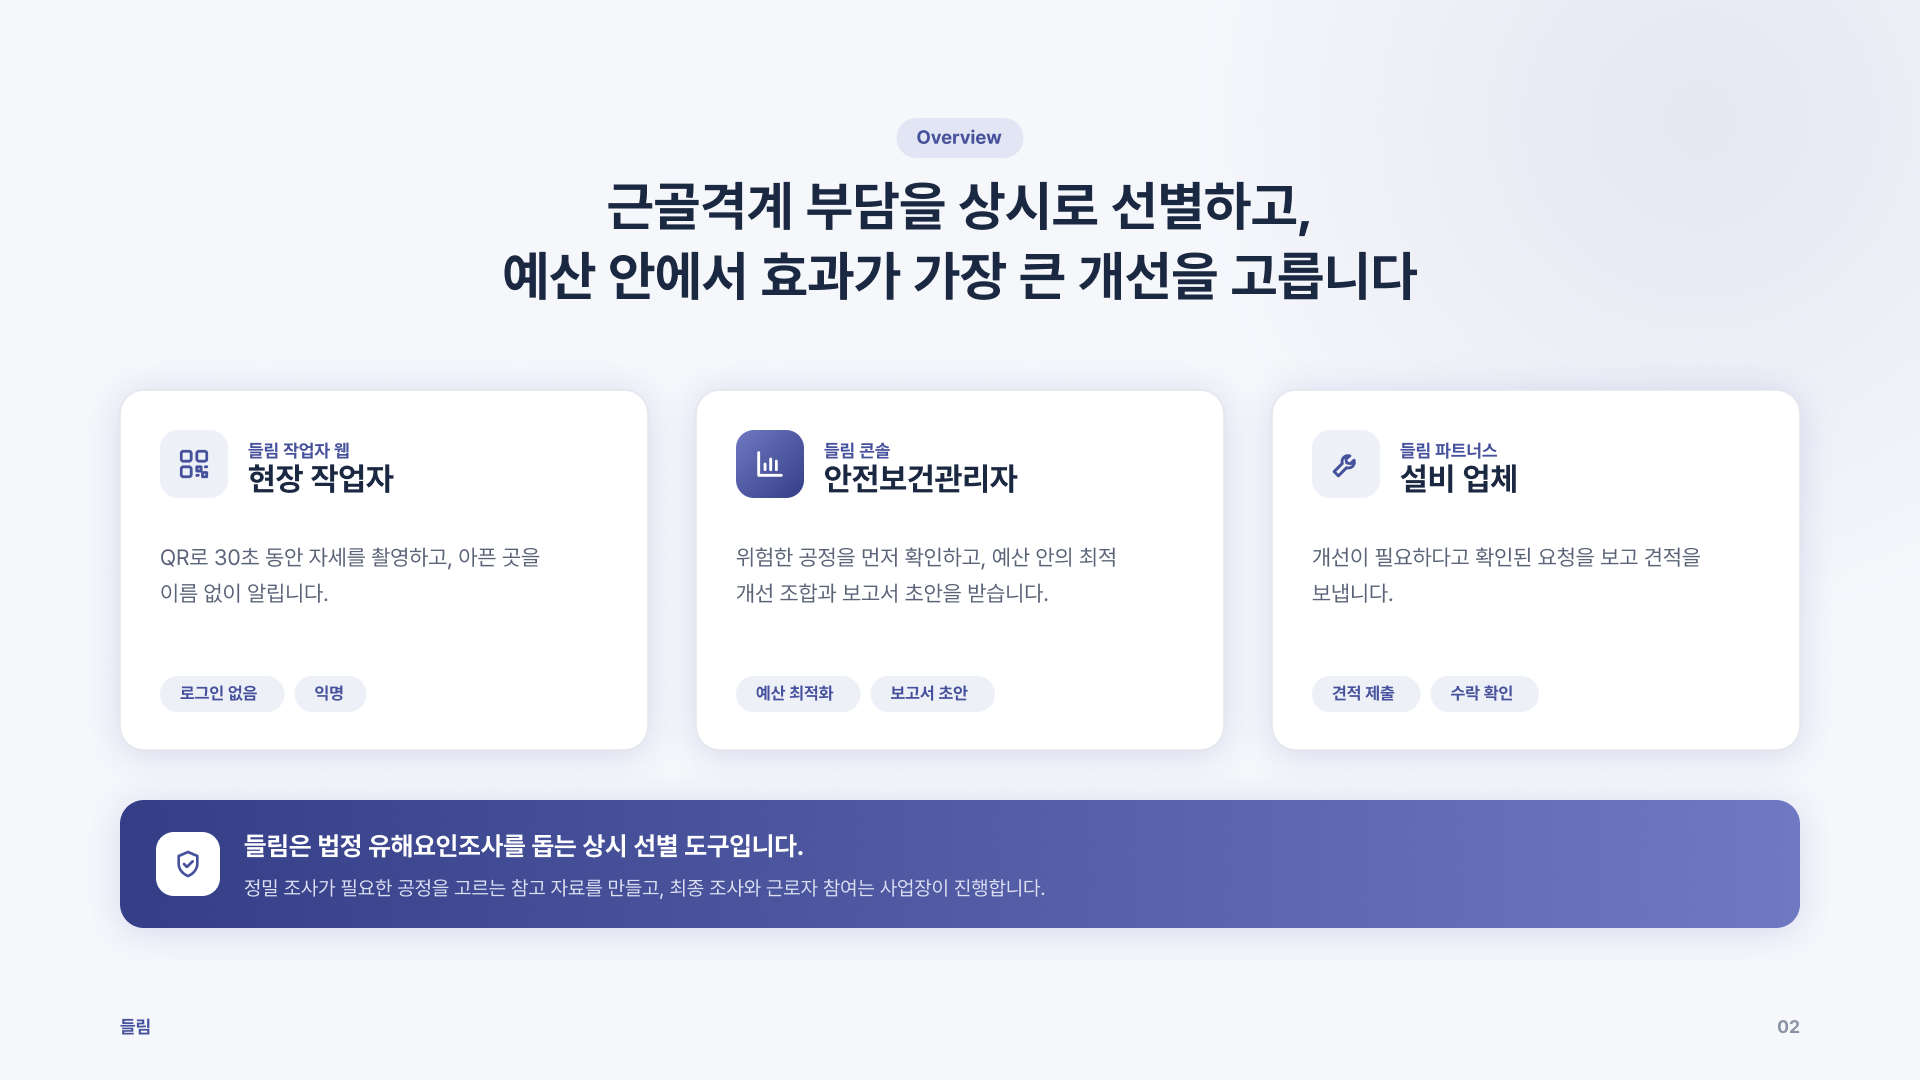 Overview
근골격계 부담을 상시로 선별하고,
예산 안에서 효과가 가장 큰 개선을 고릅니다
들림 작업자 웹
현장 작업자
QR로 30초 동안 자세를 촬영하고, 아픈 곳을
이름 없이 알립니다.
로그인 없음
익명
들림 콘솔
안전보건관리자
위험한 공정을 먼저 확인하고, 예산 안의 최적
개선 조합과 보고서 초안을 받습니다.
예산 최적화
보고서 초안
들림 파트너스
설비 업체
개선이 필요하다고 확인된 요청을 보고 견적을
보냅니다.
견적 제출
수락 확인
들림은 법정 유해요인조사를 돕는 상시 선별 도구입니다.
정밀 조사가 필요한 공정을 고르는 참고 자료를 만들고, 최종 조사와 근로자 참여는 사업장이 진행합니다.
들림
02